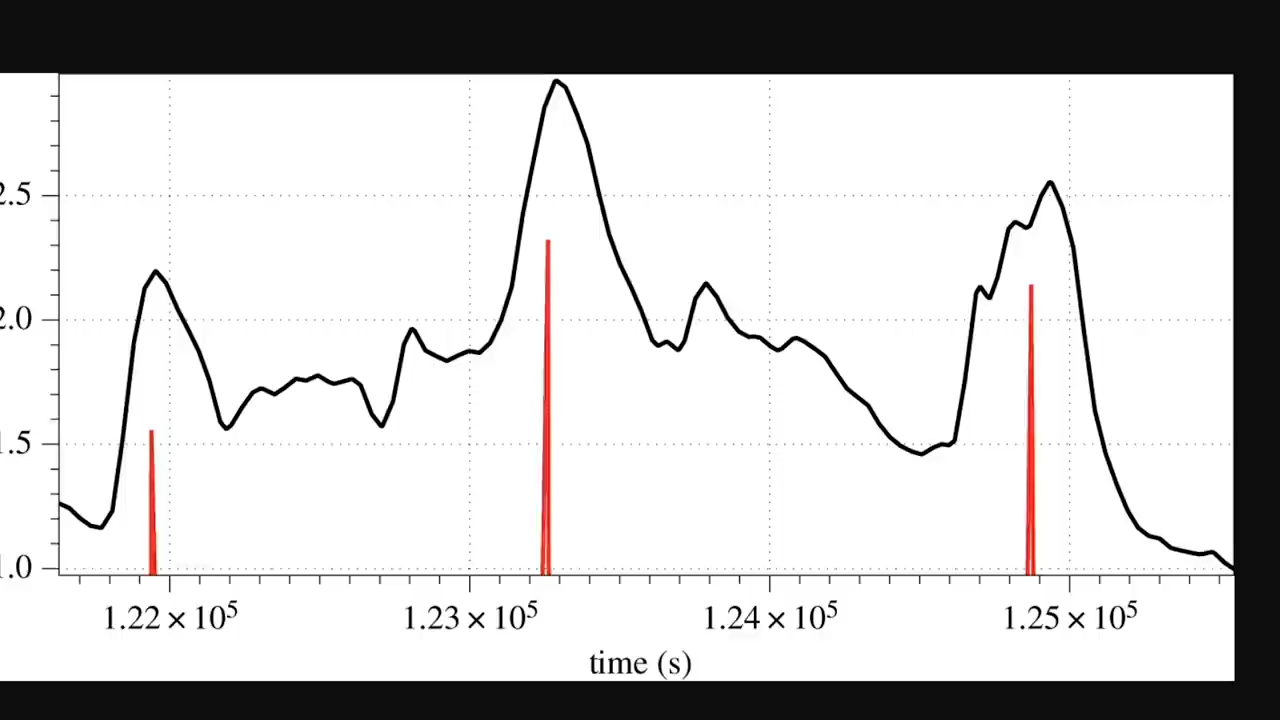 2.5
2.0
1.5
1.0
1.22 × 10⁵ 1.23 × 10⁵ 1.24 × 10⁵ 1.25 × 10⁵
time (s)